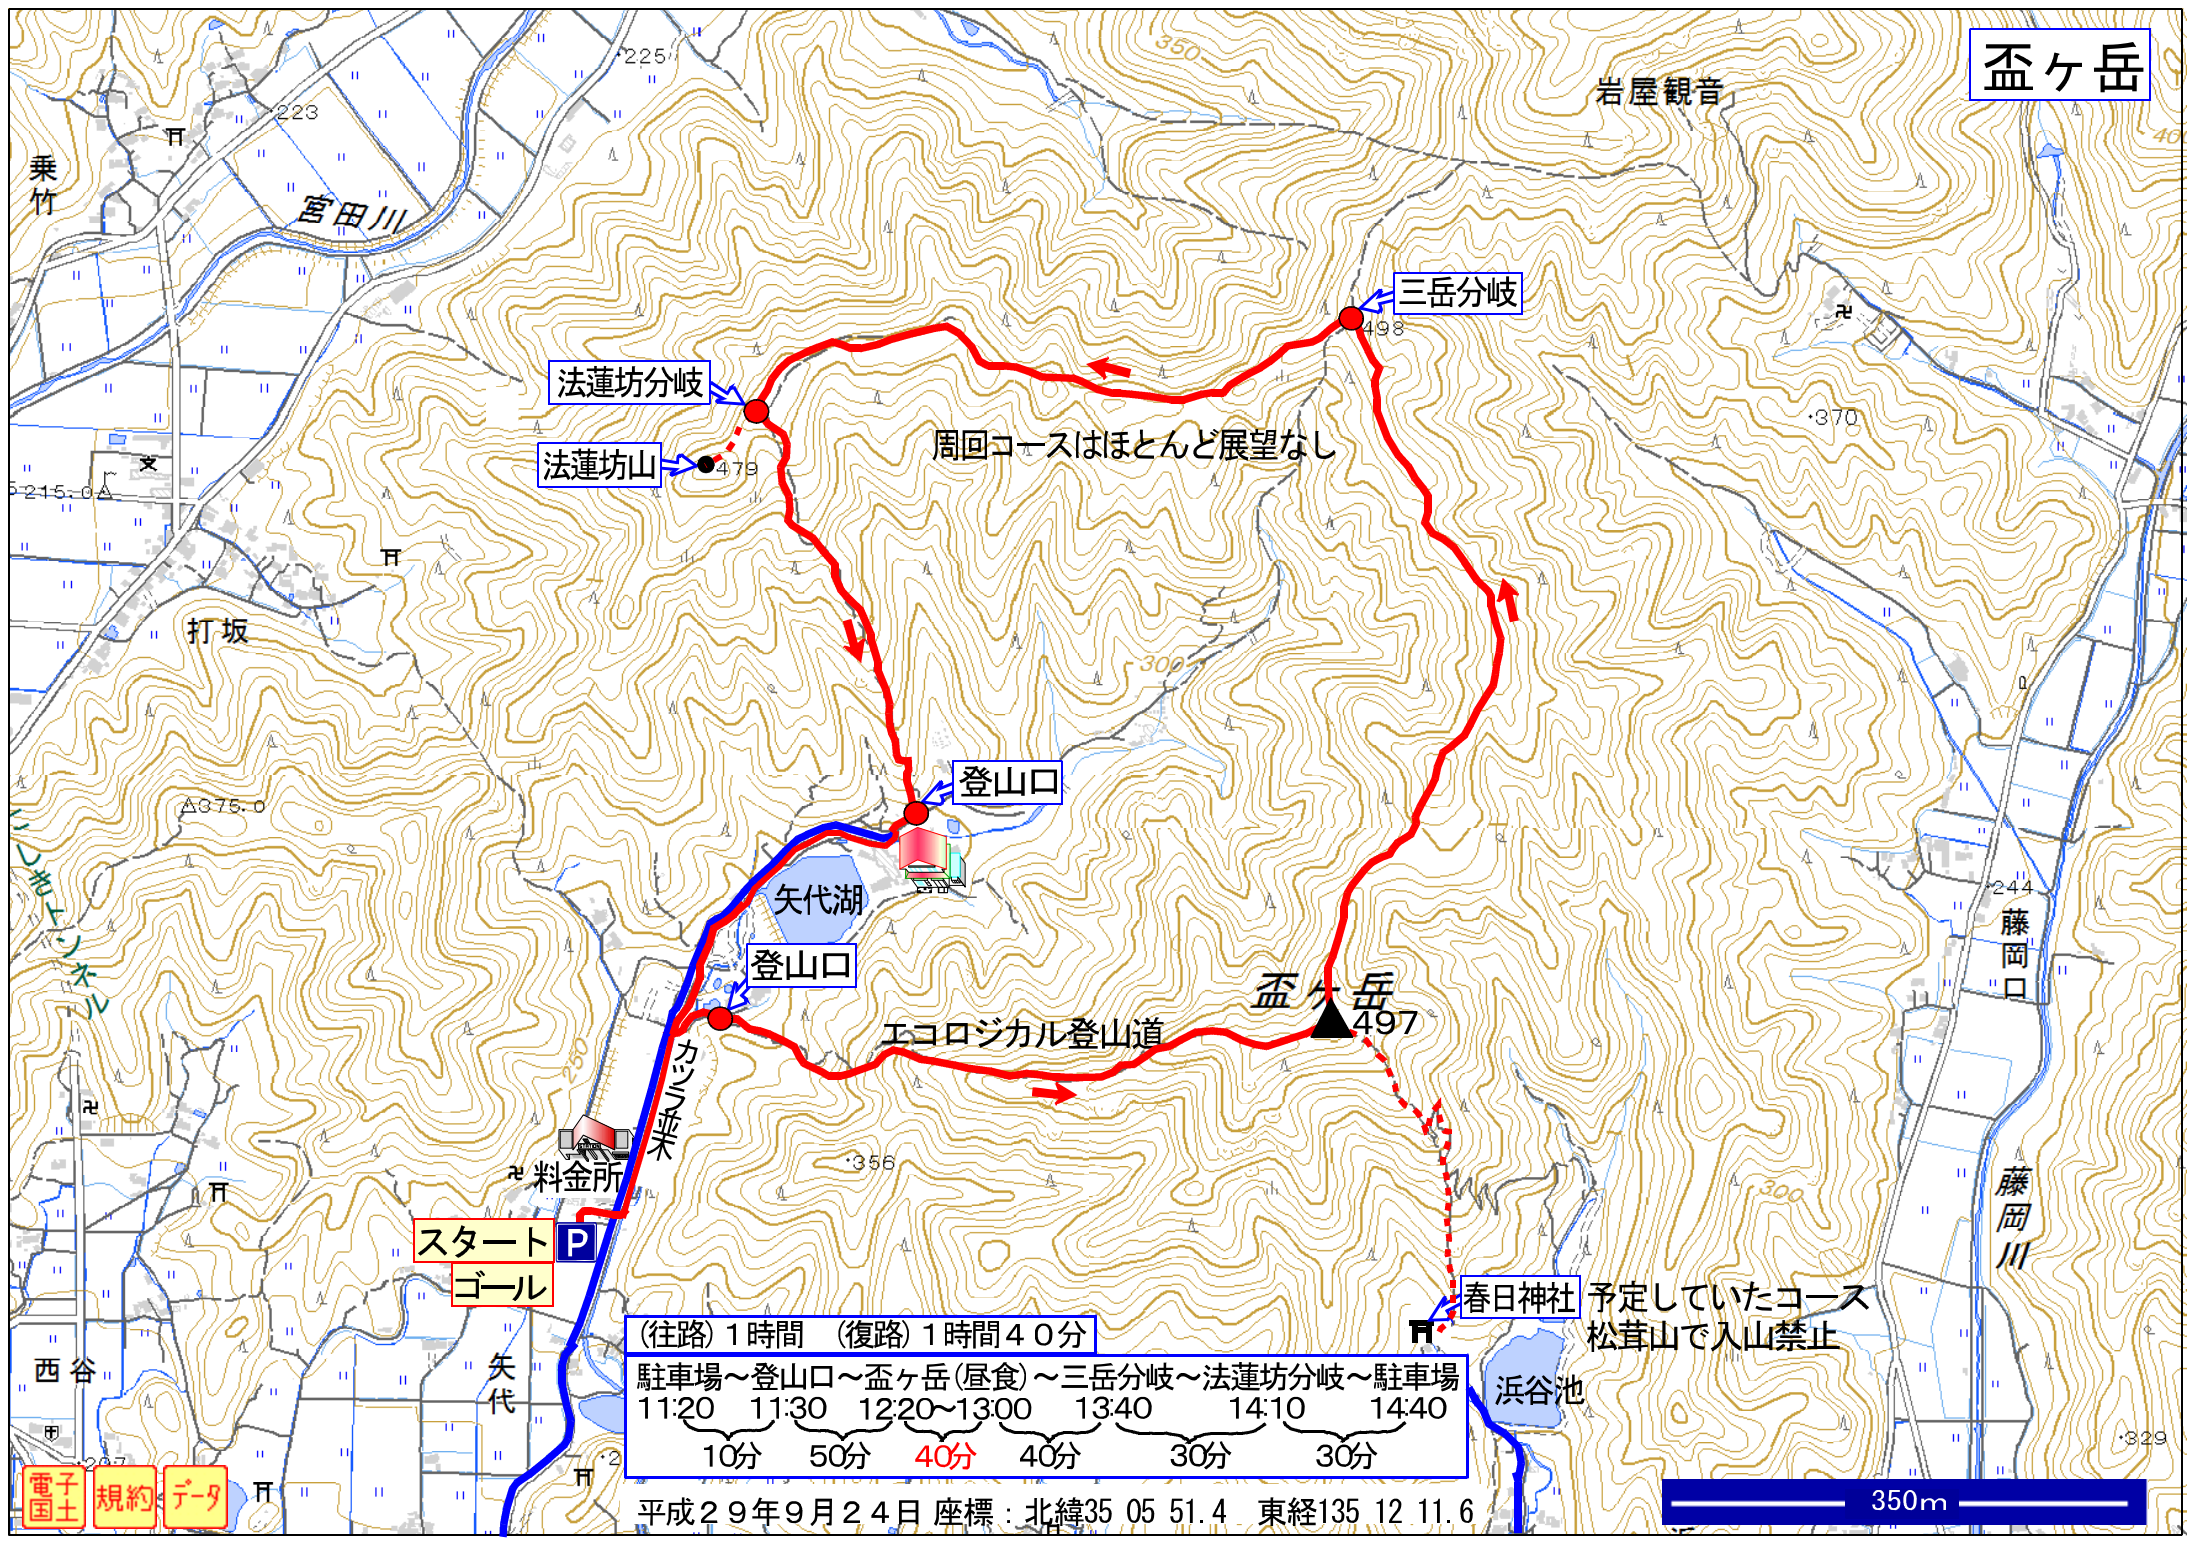 盃ヶ岳
350
225
岩屋観音
400
223
乗竹
宮田川
三岳分岐
498
法蓮坊分岐
370
周回コースはほとんど展望なし
法蓮坊山
479
215.0
打坂
300
登山口
375.0
にしきトンネル
矢代湖
244
藤岡口
登山口
盃ヶ岳
497
エコロジカル登山道
カツラ並木
250
356
料金所
300
藤岡川
スタート
P
ゴール
春日神社
予定していたコース
松茸山で入山禁止
(往路)1時間 (復路)1時間40分
西谷
矢代
駐車場～登山口～盃ヶ岳(昼食)～三岳分岐～法蓮坊分岐～駐車場
11:20 11:30 12:20～13:00 13:40 14:10 14:40
10分 50分 40分 40分 30分 30分
浜谷池
329
207
電子国土
規約
データ
平成29年9月24日 座標：北緯35 05 51.4 東経135 12 11.6
350m